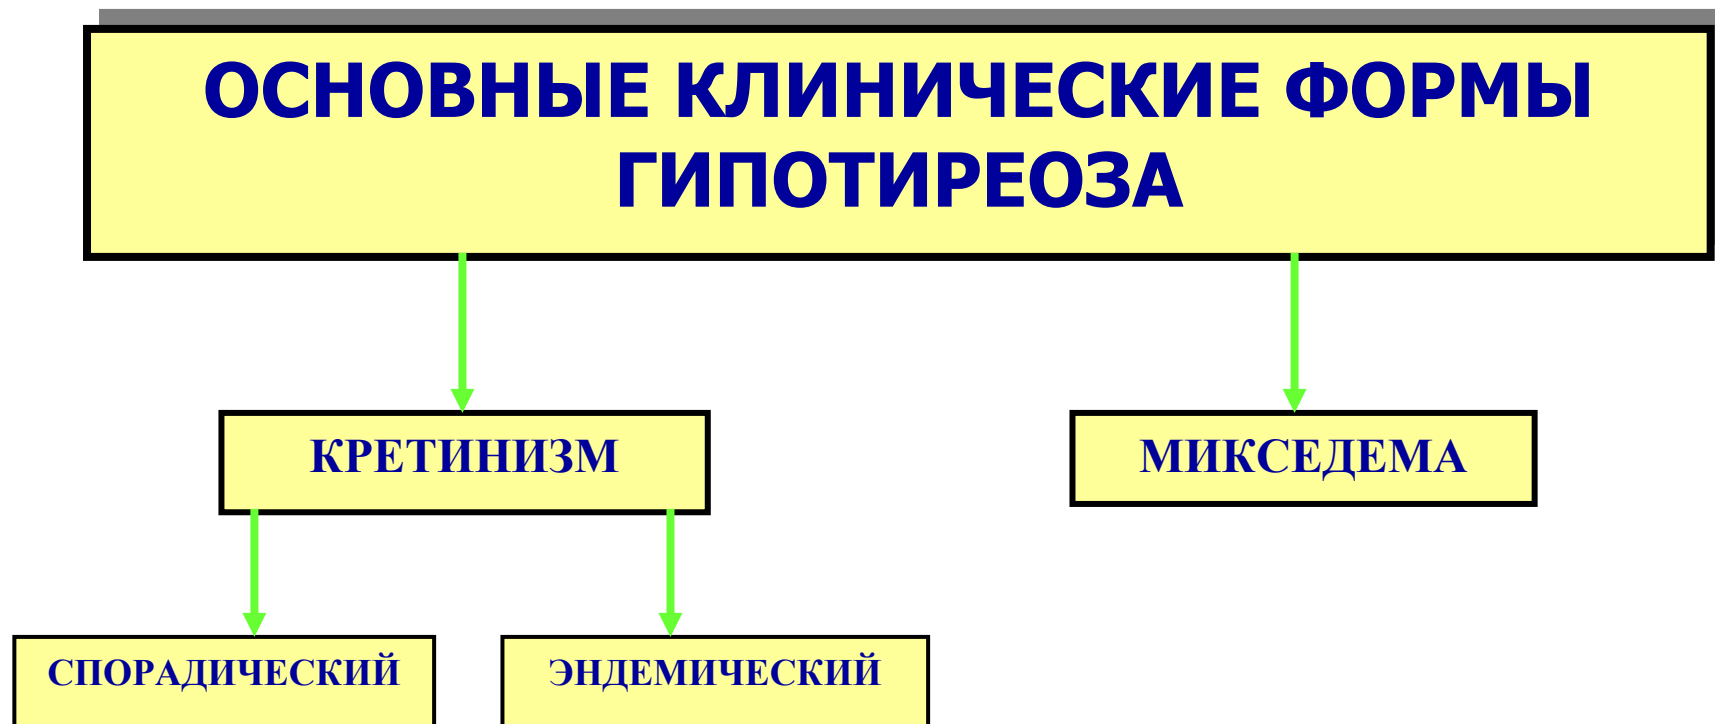 ОСНОВНЫЕ КЛИНИЧЕСКИЕ ФОРМЫ
ГИПОТИРЕОЗА
КРЕТИНИЗМ
МИКСЕДЕМА
СПОРАДИЧЕСКИЙ
ЭНДЕМИЧЕСКИЙ